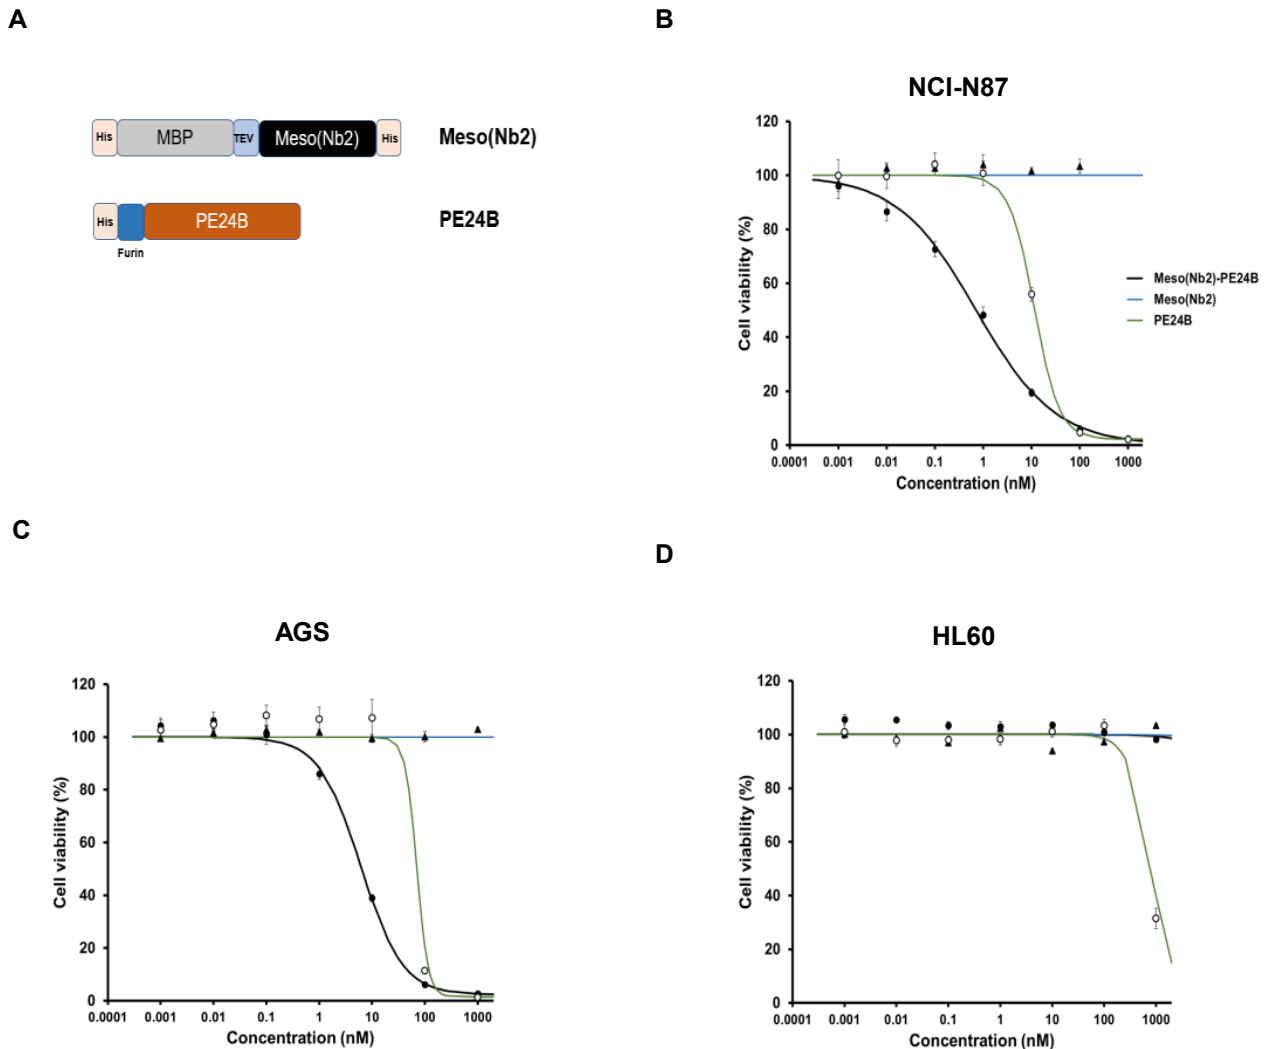 A
His MBP TEV Meso(Nb2) His Meso(Nb2)
His PE24B PE24B
Furin
B
NCI-N87
120
100
80
60
40
20
0
Cell viability (%)
0.0001 0.001 0.01 0.1 1 10 100 1000
Concentration (nM)
Meso(Nb2)-PE24B
Meso(Nb2)
PE24B
C
AGS
120
100
80
60
40
20
0
Cell viability (%)
0.0001 0.001 0.01 0.1 1 10 100 1000
Concentration (nM)
D
HL60
120
100
80
60
40
20
0
Cell viability (%)
0.0001 0.001 0.01 0.1 1 10 100 1000
Concentration (nM)